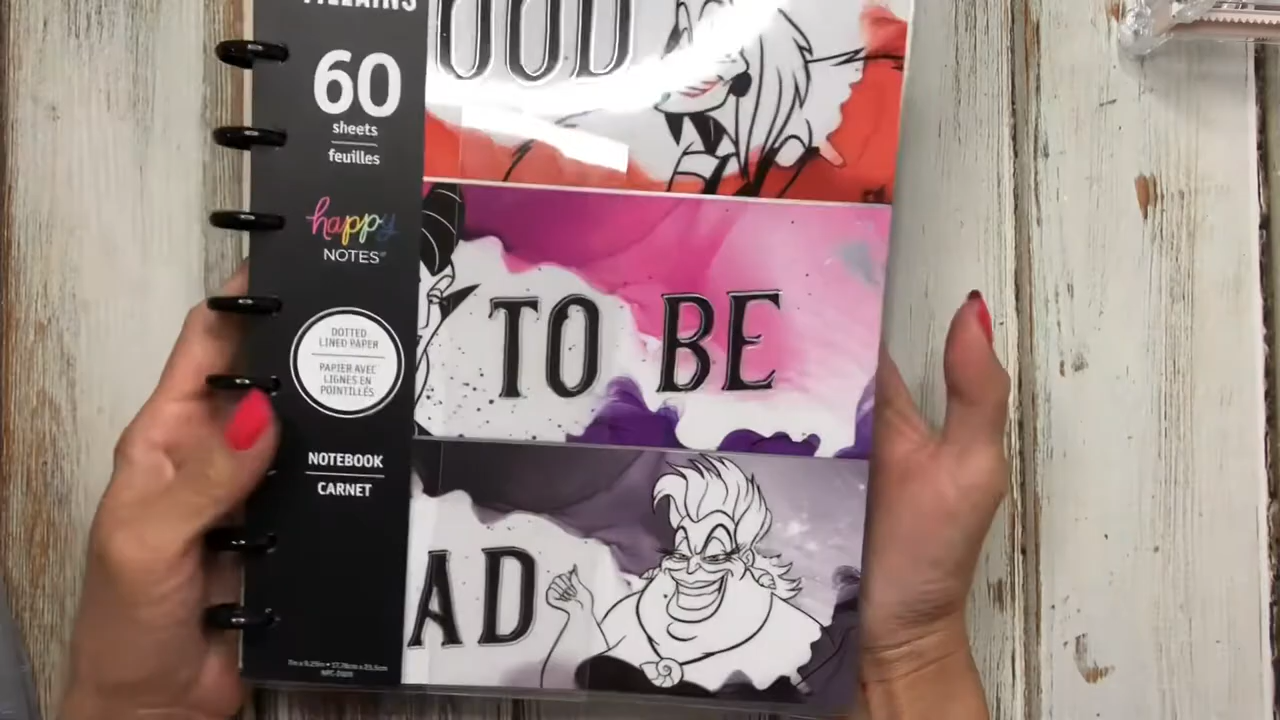 VILLAINS
60
sheets
feuilles
happy
NOTES
DOTTED
LINED PAPER
PAPIER AVEC
LIGNES EN
POINTILLÉS
NOTEBOOK
CARNET
OOD
TO BE
AD